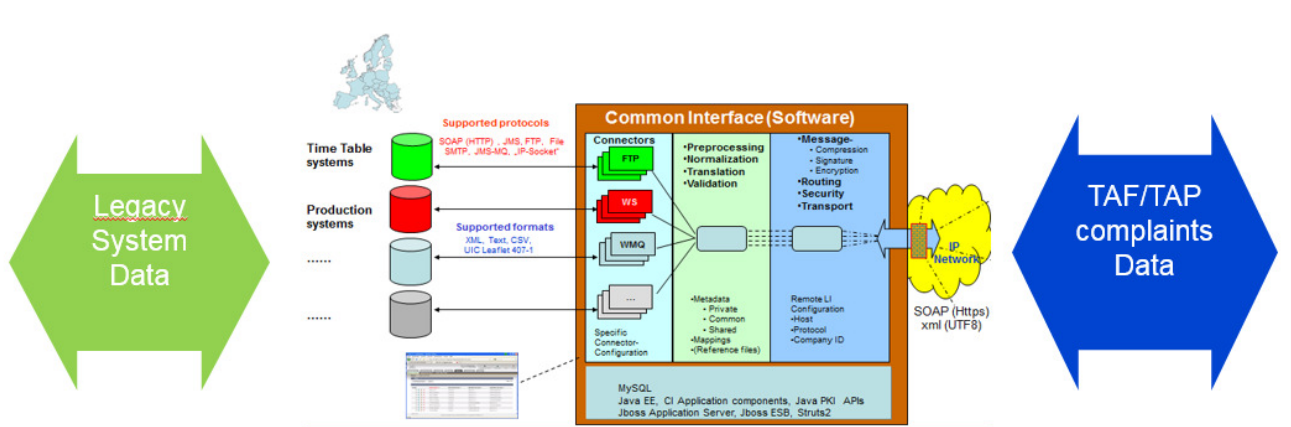 Legacy
System
Data
Time Table
systems
Production
systems
......
......
Supported protocols
SOAP (HTTP) , JMS, FTP, File
SMTP, JMS-MQ, „IP-Socket"
Supported formats
XML, Text, CSV,
UIC Leaflet 407-1
Common Interface (Software)
Connectors
FTP
WS
WMQ
...
Specific
Connector-
Configuration
•Preprocessing
•Normalization
•Translation
•Validation
•Metadata
•Private
•Common
•Shared
•Mappings
•(Reference files)
•Message-
•Compression
•Signature
•Encryption
•Routing
•Security
•Transport
Remote LI
Configuration
•Host
•Protocol
•Company ID
MySQL
Java EE, CI Application components, Java PKI APIs
Jboss Application Server, Jboss ESB, Struts2
IP
Network
SOAP (Https)
xml (UTF8)
TAF/TAP
complaints
Data